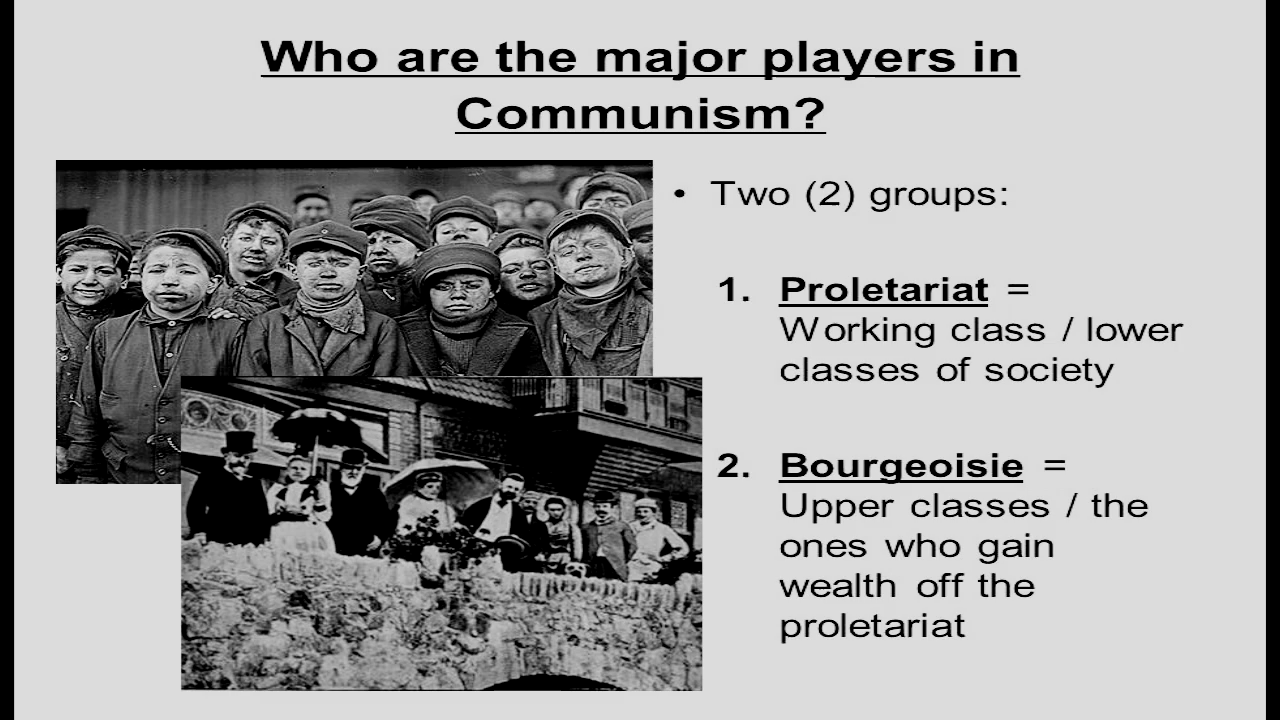 Who are the major players in
Communism?
• Two (2) groups:
1. Proletariat =
Working class / lower
classes of society
2. Bourgeoisie =
Upper classes / the
ones who gain
wealth off the
proletariat